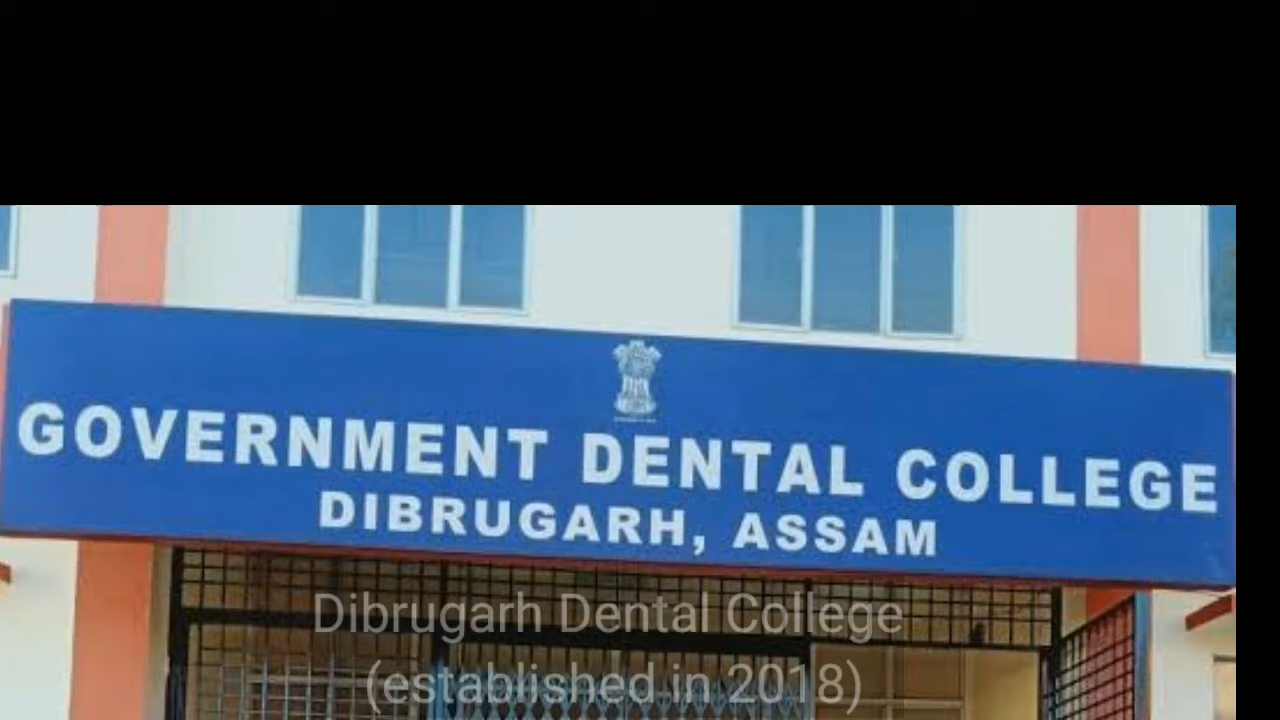 GOVERNMENT DENTAL COLLEGE
DIBRUGARH, ASSAM
Dibrugarh Dental College
(established in 2018)